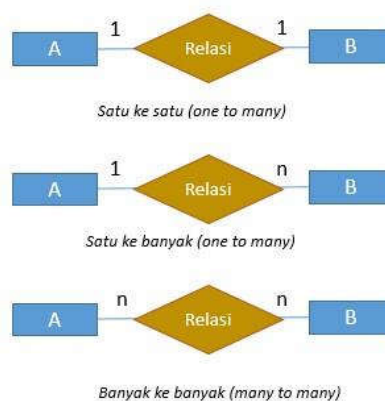 1 1
A Relasi B
Satu ke satu (one to many)
1 n
A Relasi B
Satu ke banyak (one to many)
n n
A Relasi B
Banyak ke banyak (many to many)